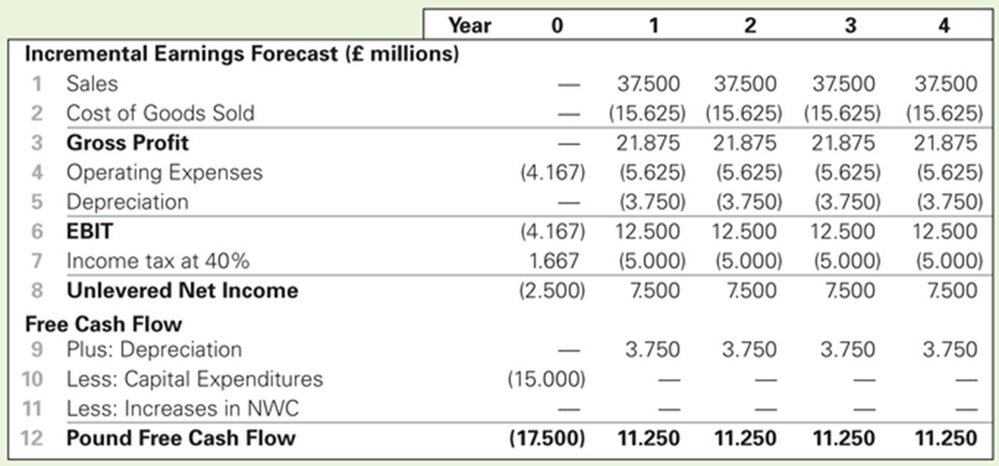 Year 0 1 2 3 4
Incremental Earnings Forecast (£ millions)
1 Sales — 37.500 37.500 37.500 37.500
2 Cost of Goods Sold — (15.625) (15.625) (15.625) (15.625)
3 Gross Profit — 21.875 21.875 21.875 21.875
4 Operating Expenses (4.167) (5.625) (5.625) (5.625) (5.625)
5 Depreciation — (3.750) (3.750) (3.750) (3.750)
6 EBIT (4.167) 12.500 12.500 12.500 12.500
7 Income tax at 40% 1.667 (5.000) (5.000) (5.000) (5.000)
8 Unlevered Net Income (2.500) 7.500 7.500 7.500 7.500
Free Cash Flow
9 Plus: Depreciation — 3.750 3.750 3.750 3.750
10 Less: Capital Expenditures (15.000) — — — —
11 Less: Increases in NWC — — — — —
12 Pound Free Cash Flow (17.500) 11.250 11.250 11.250 11.250